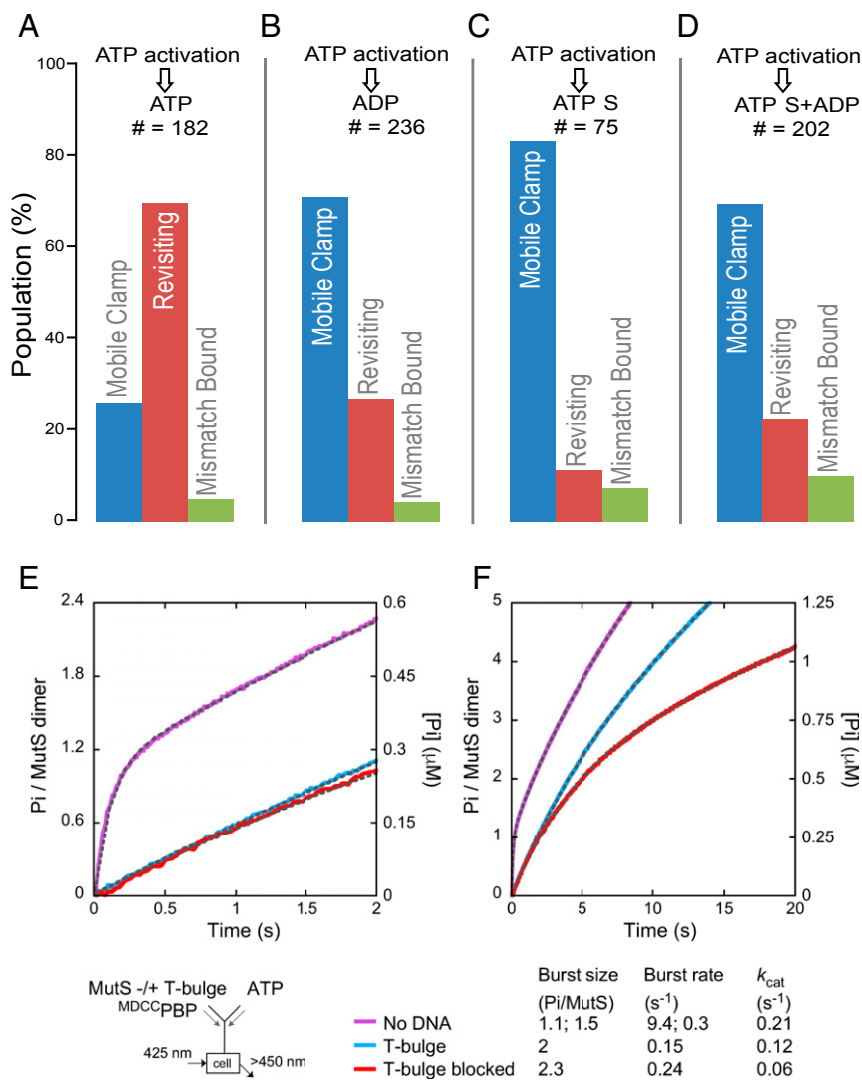 A
B
C
D
ATP activation
ATP
# = 182
ATP activation
ADP
# = 236
ATP activation
ATP S
# = 75
ATP activation
ATP S+ADP
# = 202
Population (%)
100
80
60
40
20
0
Mobile Clamp
Revisiting
Mismatch Bound
Mobile Clamp
Revisiting
Mismatch Bound
Mobile Clamp
Revisting
Mismatch Bound
Mobile Clamp
Revisiting
Mismatch Bound
E
Pi / MutS dimer
2.4
1.8
1.2
0.6
0
0 0.5 1 1.5 2
Time (s)
0.6
0.45
0.3
0.15
0
[Pi] (μM)
F
Pi / MutS dimer
5
4
3
2
1
0
0 5 10 15 20
Time (s)
1.25
1
0.75
0.5
0.25
0
[Pi] (μM)
MutS -/+ T-bulge ATP
MDCCPBP
425 nm
cell
>450 nm
Burst size Burst rate kcat
(Pi/MutS) (s-1) (s-1)
No DNA 1.1; 1.5 9.4; 0.3 0.21
T-bulge 2 0.15 0.12
T-bulge blocked 2.3 0.24 0.06